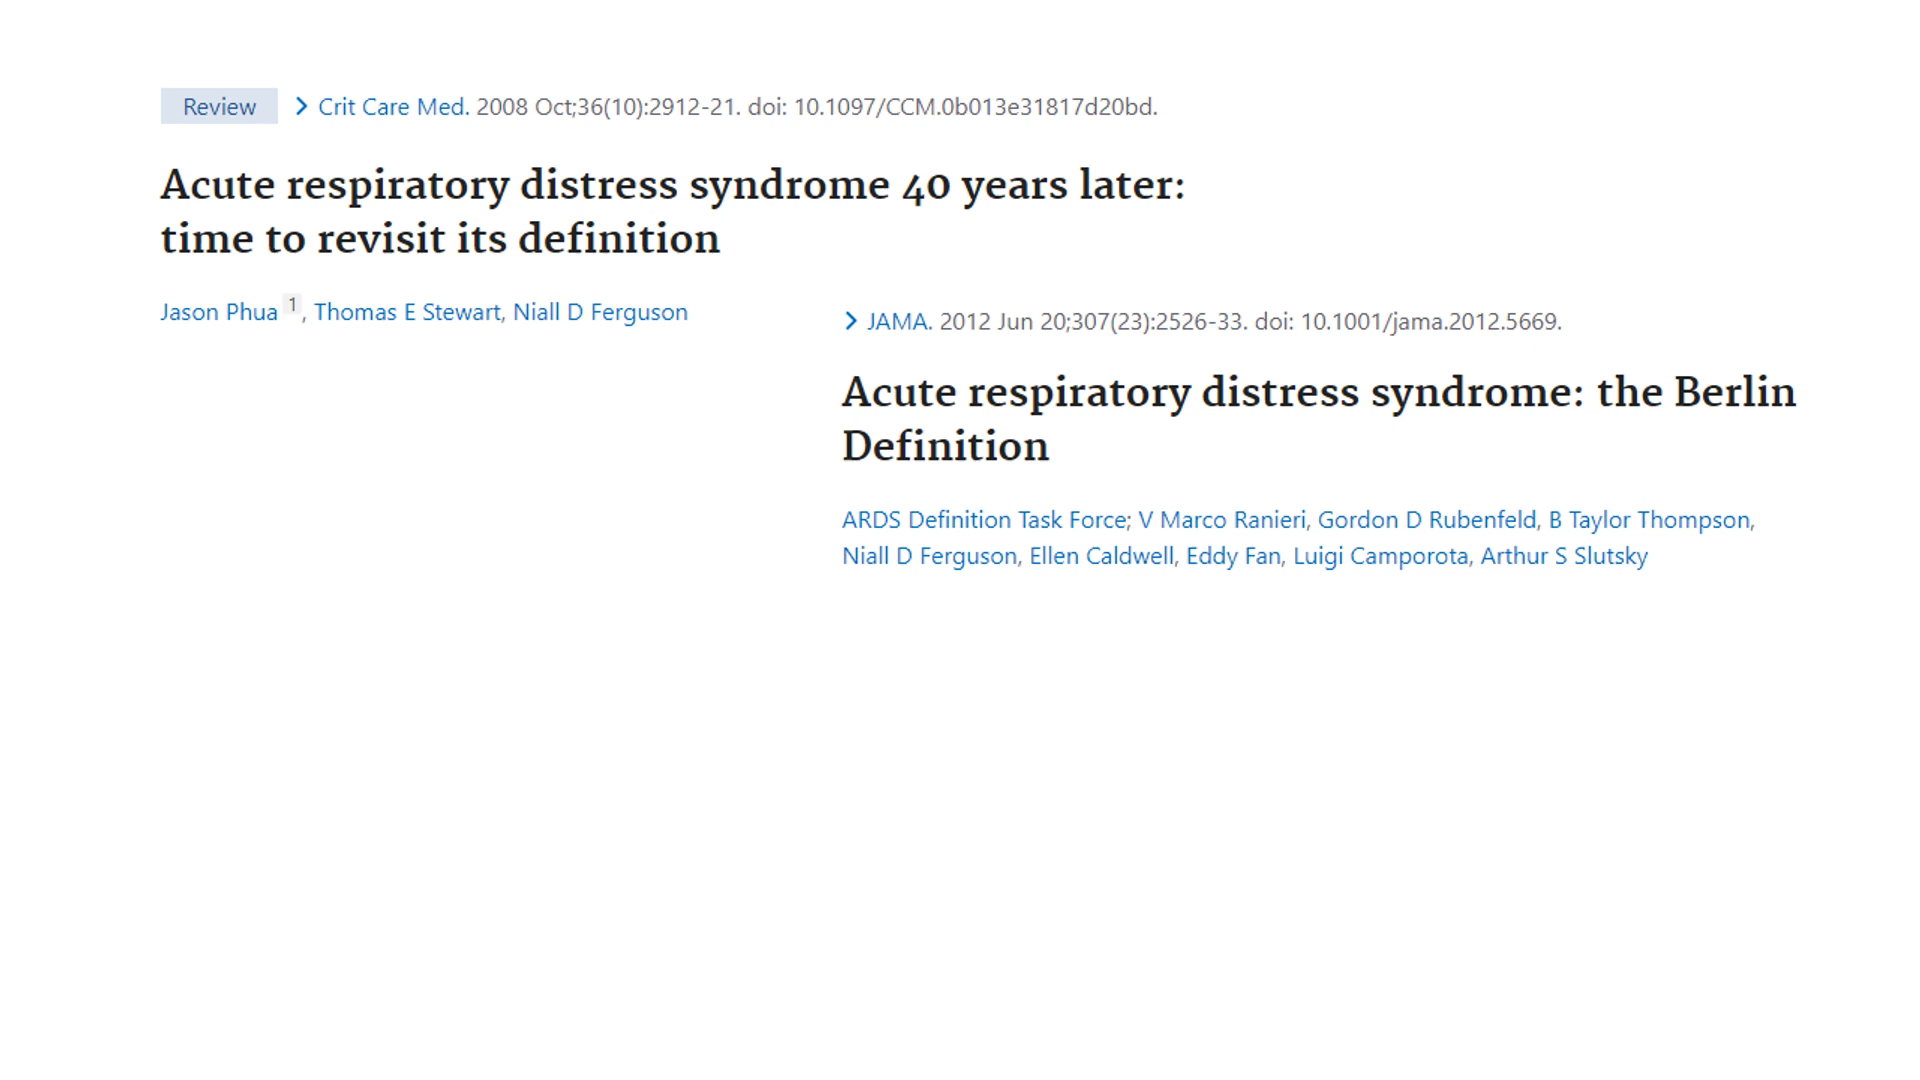 Review > Crit Care Med. 2008 Oct;36(10):2912-21. doi: 10.1097/CCM.0b013e31817d20bd.
Acute respiratory distress syndrome 40 years later:
time to revisit its definition
Jason Phua 1, Thomas E Stewart, Niall D Ferguson
> JAMA. 2012 Jun 20;307(23):2526-33. doi: 10.1001/jama.2012.5669.
Acute respiratory distress syndrome: the Berlin
Definition
ARDS Definition Task Force; V Marco Ranieri, Gordon D Rubenfeld, B Taylor Thompson,
Niall D Ferguson, Ellen Caldwell, Eddy Fan, Luigi Camporota, Arthur S Slutsky